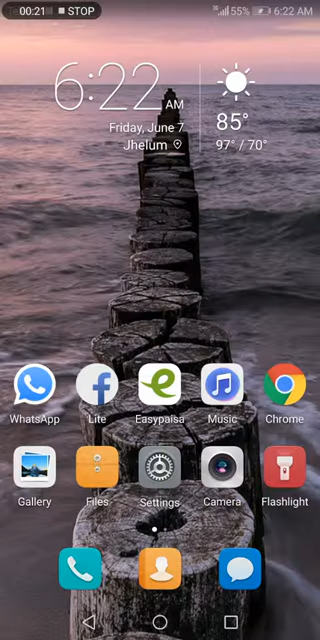 00:21 STOP
55% 6:22 AM
6:22 AM
Friday, June 7
Jhelum
85°
97° / 70°
WhatsApp Lite Easypaisa Music Chrome
Gallery Files Settings Camera Flashlight